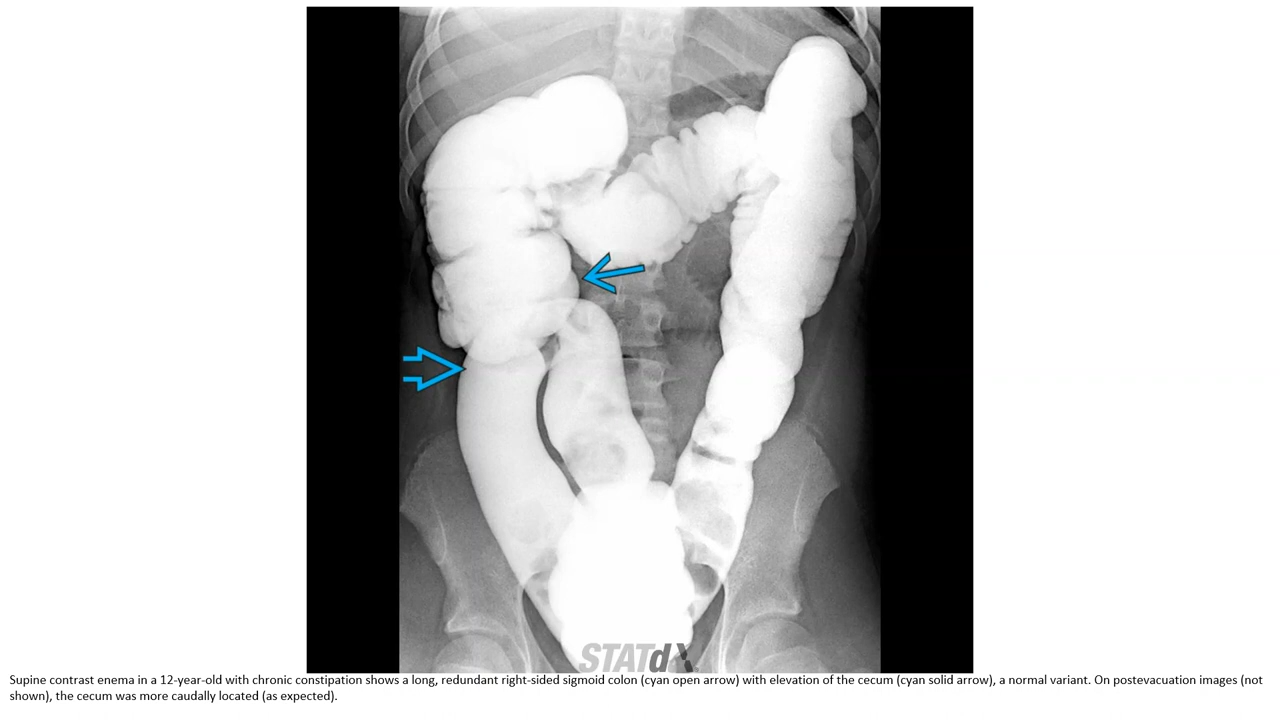 STATdX
Supine contrast enema in a 12-year-old with chronic constipation shows a long, redundant right-sided sigmoid colon (cyan open arrow) with elevation of the cecum (cyan solid arrow), a normal variant. On postevacuation images (not
shown), the cecum was more caudally located (as expected).